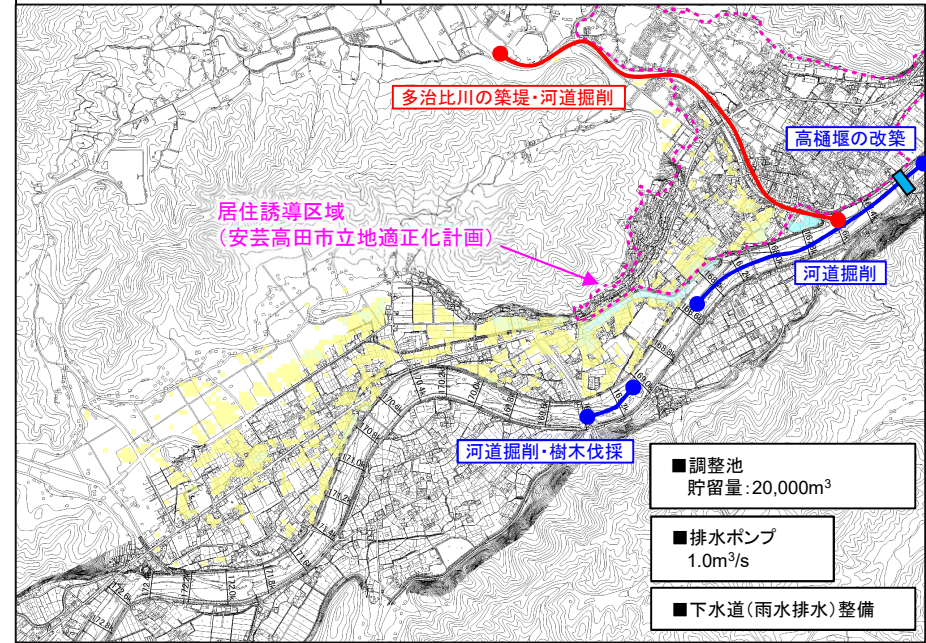 多治比川の築堤・河道掘削
高樋堰の改築
居住誘導区域
（安芸高田市立地適正化計画）
河道掘削
河道掘削・樹木伐採
■調整池
貯留量：20,000m³
■排水ポンプ
1.0m³/s
■下水道（雨水排水）整備